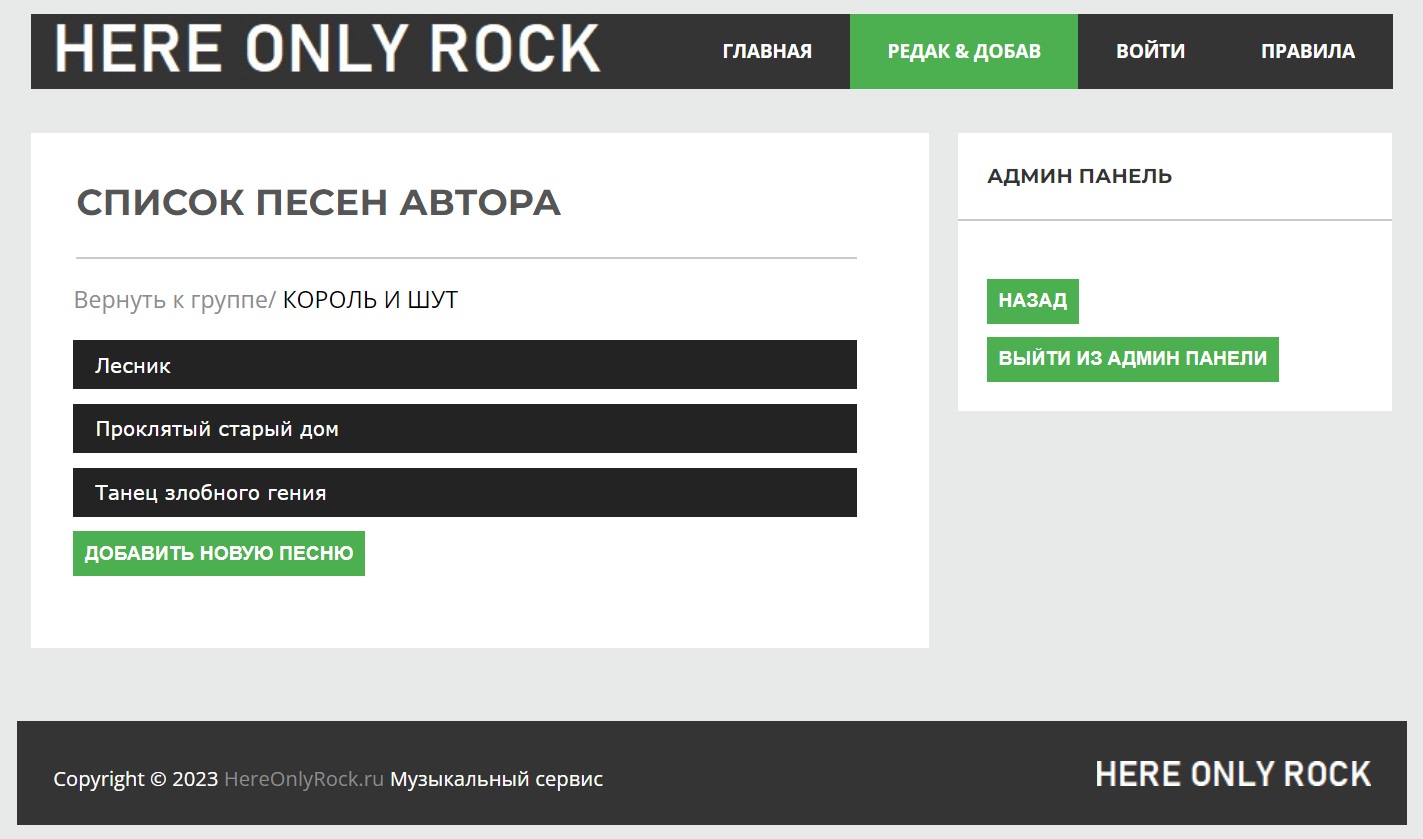 HERE ONLY ROCK ГЛАВНАЯ РЕДАК & ДОБАВ ВОЙТИ ПРАВИЛА
СПИСОК ПЕСЕН АВТОРА
Вернуть к группе/ КОРОЛЬ И ШУТ
Лесник
Проклятый старый дом
Танец злобного гения
ДОБАВИТЬ НОВУЮ ПЕСНЮ
АДМИН ПАНЕЛЬ
НАЗАД
ВЫЙТИ ИЗ АДМИН ПАНЕЛИ
Copyright © 2023 HereOnlyRock.ru Музыкальный сервис
HERE ONLY ROCK